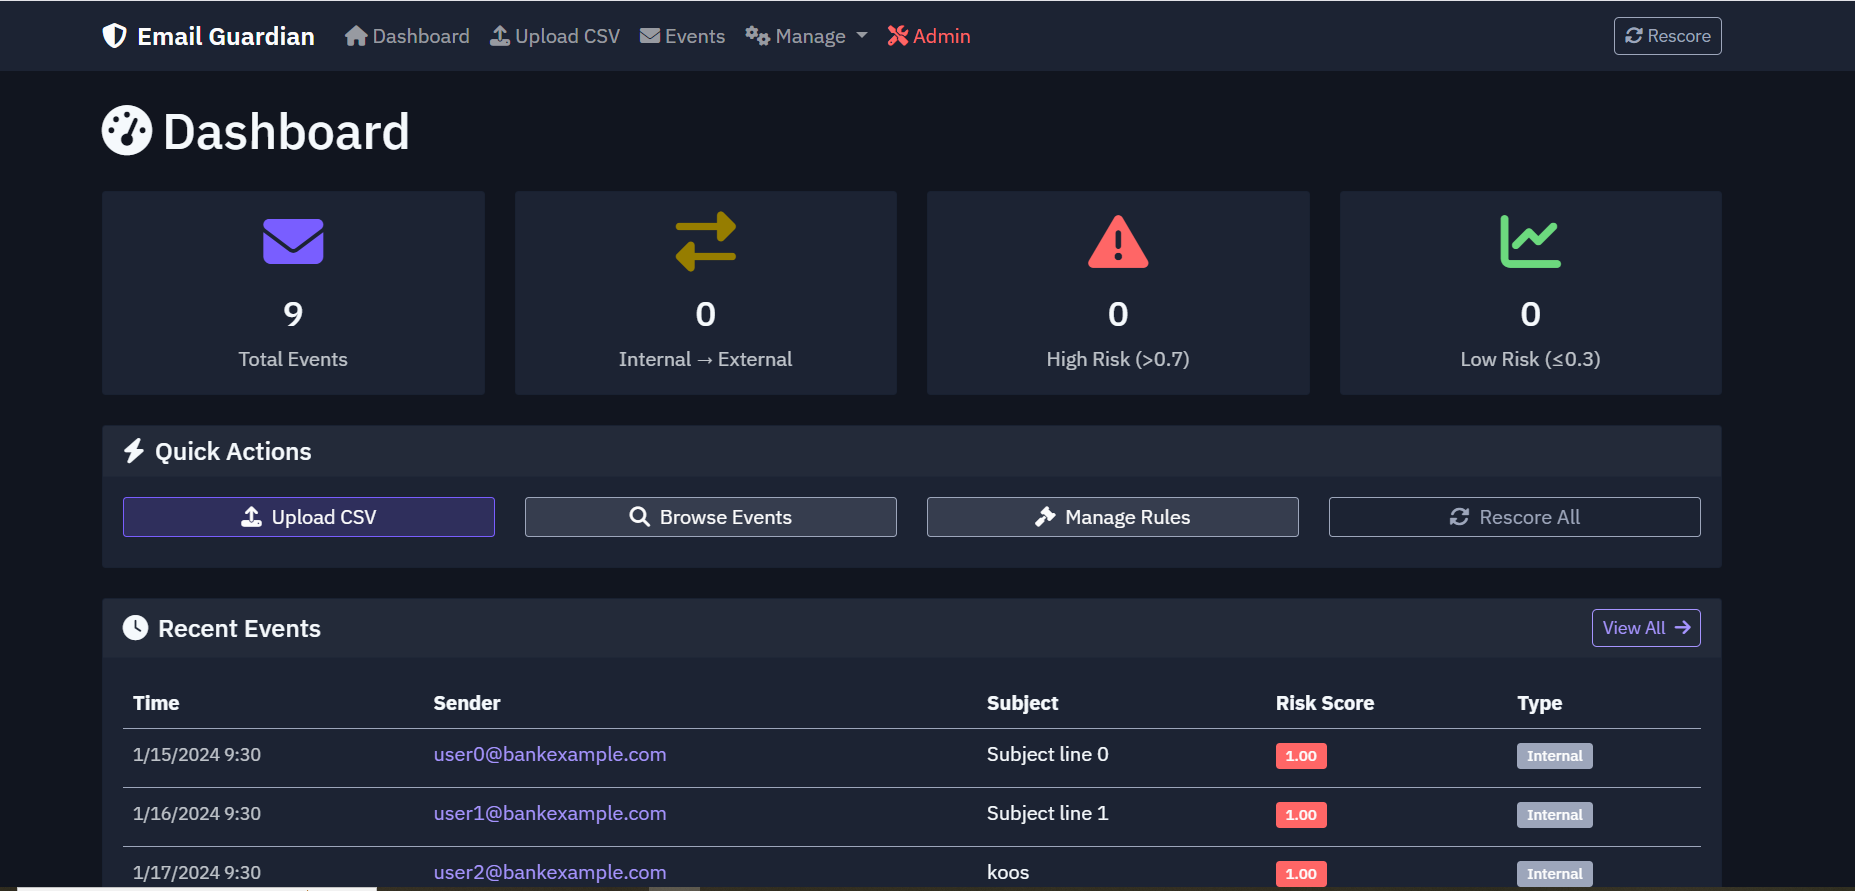 Email Guardian Dashboard Upload CSV Events Manage Admin Rescore
Dashboard
9 0 0 0
Total Events Internal → External High Risk (>0.7) Low Risk (≤0.3)
Quick Actions
Upload CSV Browse Events Manage Rules Rescore All
Recent Events View All →
Time Sender Subject Risk Score Type
1/15/2024 9:30 user0@bankexample.com Subject line 0 1.00 Internal
1/16/2024 9:30 user1@bankexample.com Subject line 1 1.00 Internal
1/17/2024 9:30 user2@bankexample.com koos 1.00 Internal